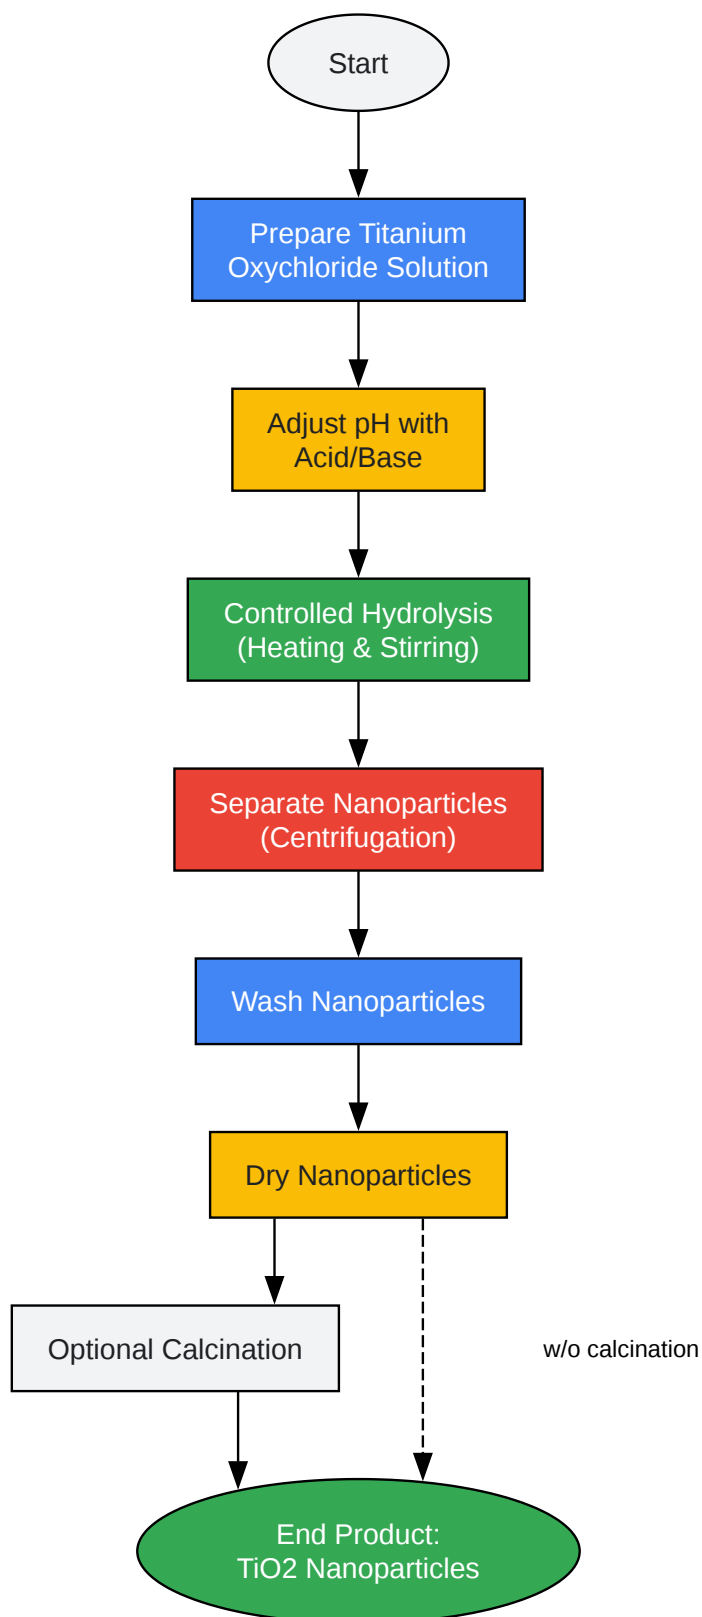 Start
Prepare Titanium
Oxychloride Solution
Adjust pH with
Acid/Base
Controlled Hydrolysis
(Heating & Stirring)
Separate Nanoparticles
(Centrifugation)
Wash Nanoparticles
Dry Nanoparticles
Optional Calcination
w/o calcination
End Product:
TiO2 Nanoparticles